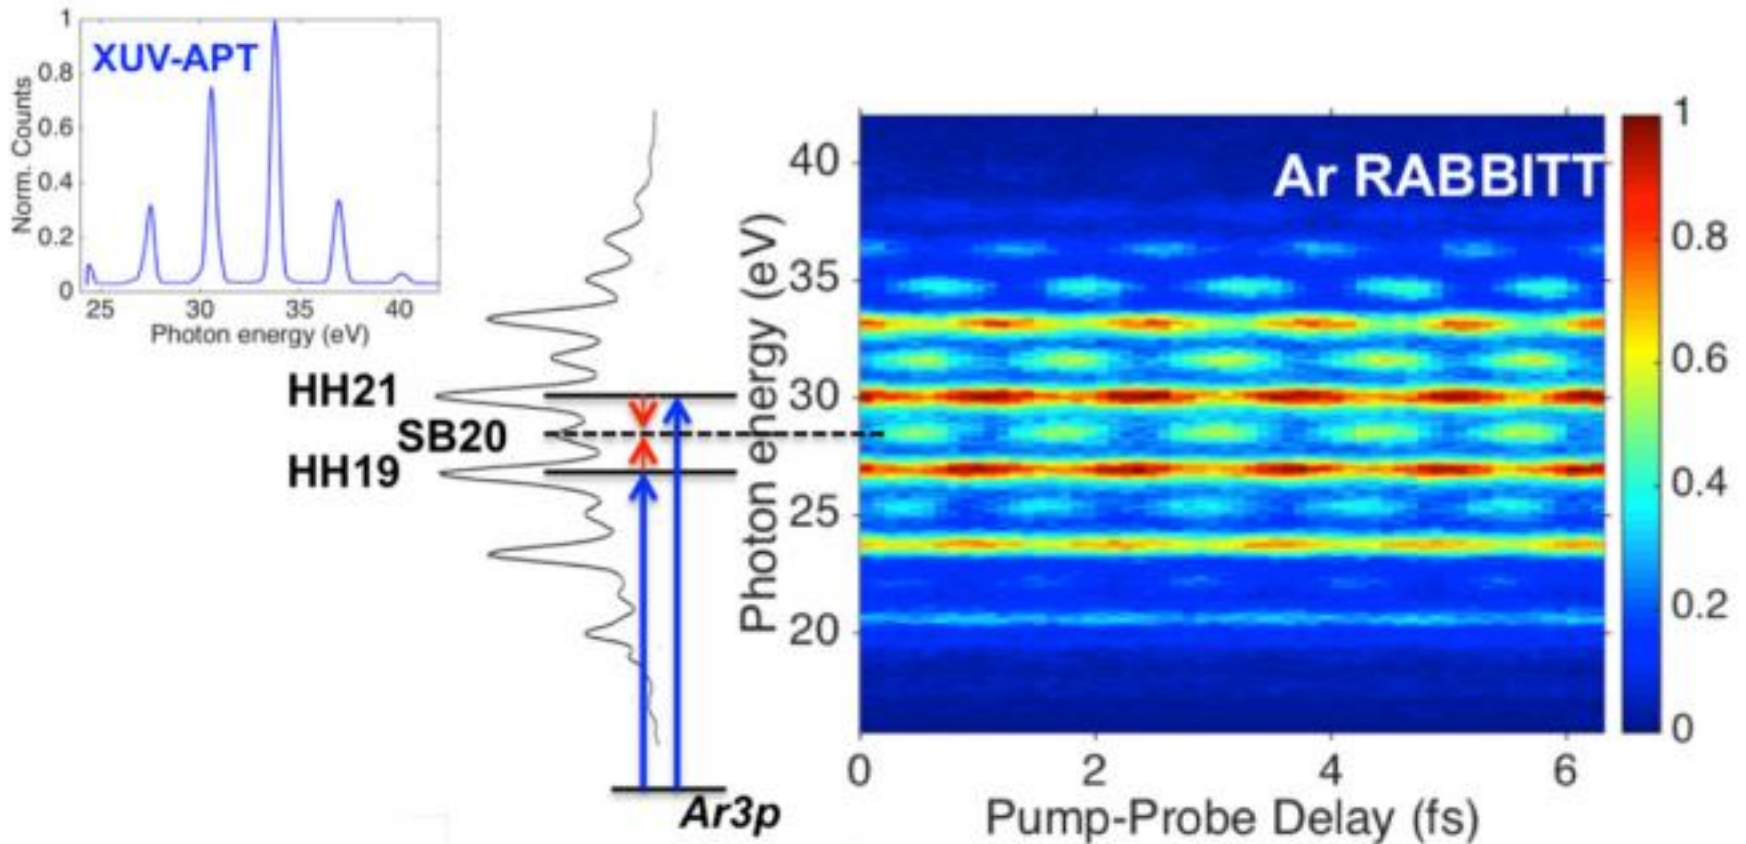 XUV-APT
Norm. Counts
1
0.8
0.6
0.4
0.2
0
25
30
35
40
Photon energy (eV)
HH21
SB20
HH19
Ar3p
Ar RABBITT
Photon energy (eV)
40
35
30
25
20
0
2
4
6
Pump-Probe Delay (fs)
1
0.8
0.6
0.4
0.2
0